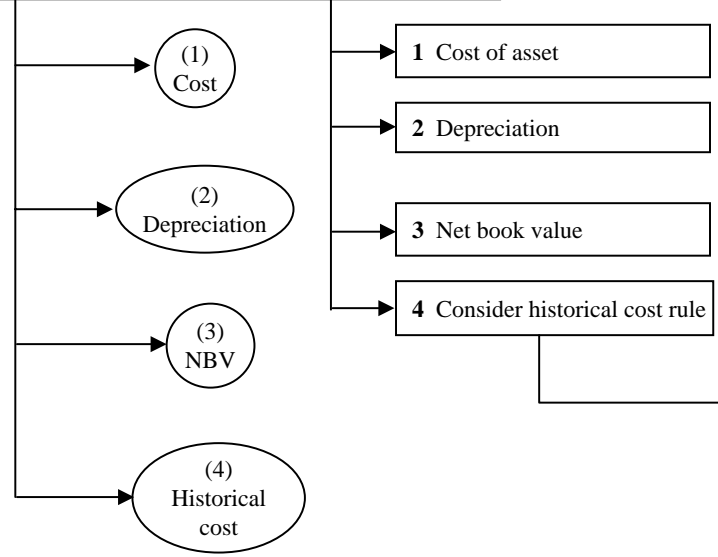 (1)
Cost
(2)
Depreciation
(3)
NBV
(4)
Historical
cost
1 Cost of asset
2 Depreciation
3 Net book value
4 Consider historical cost rule